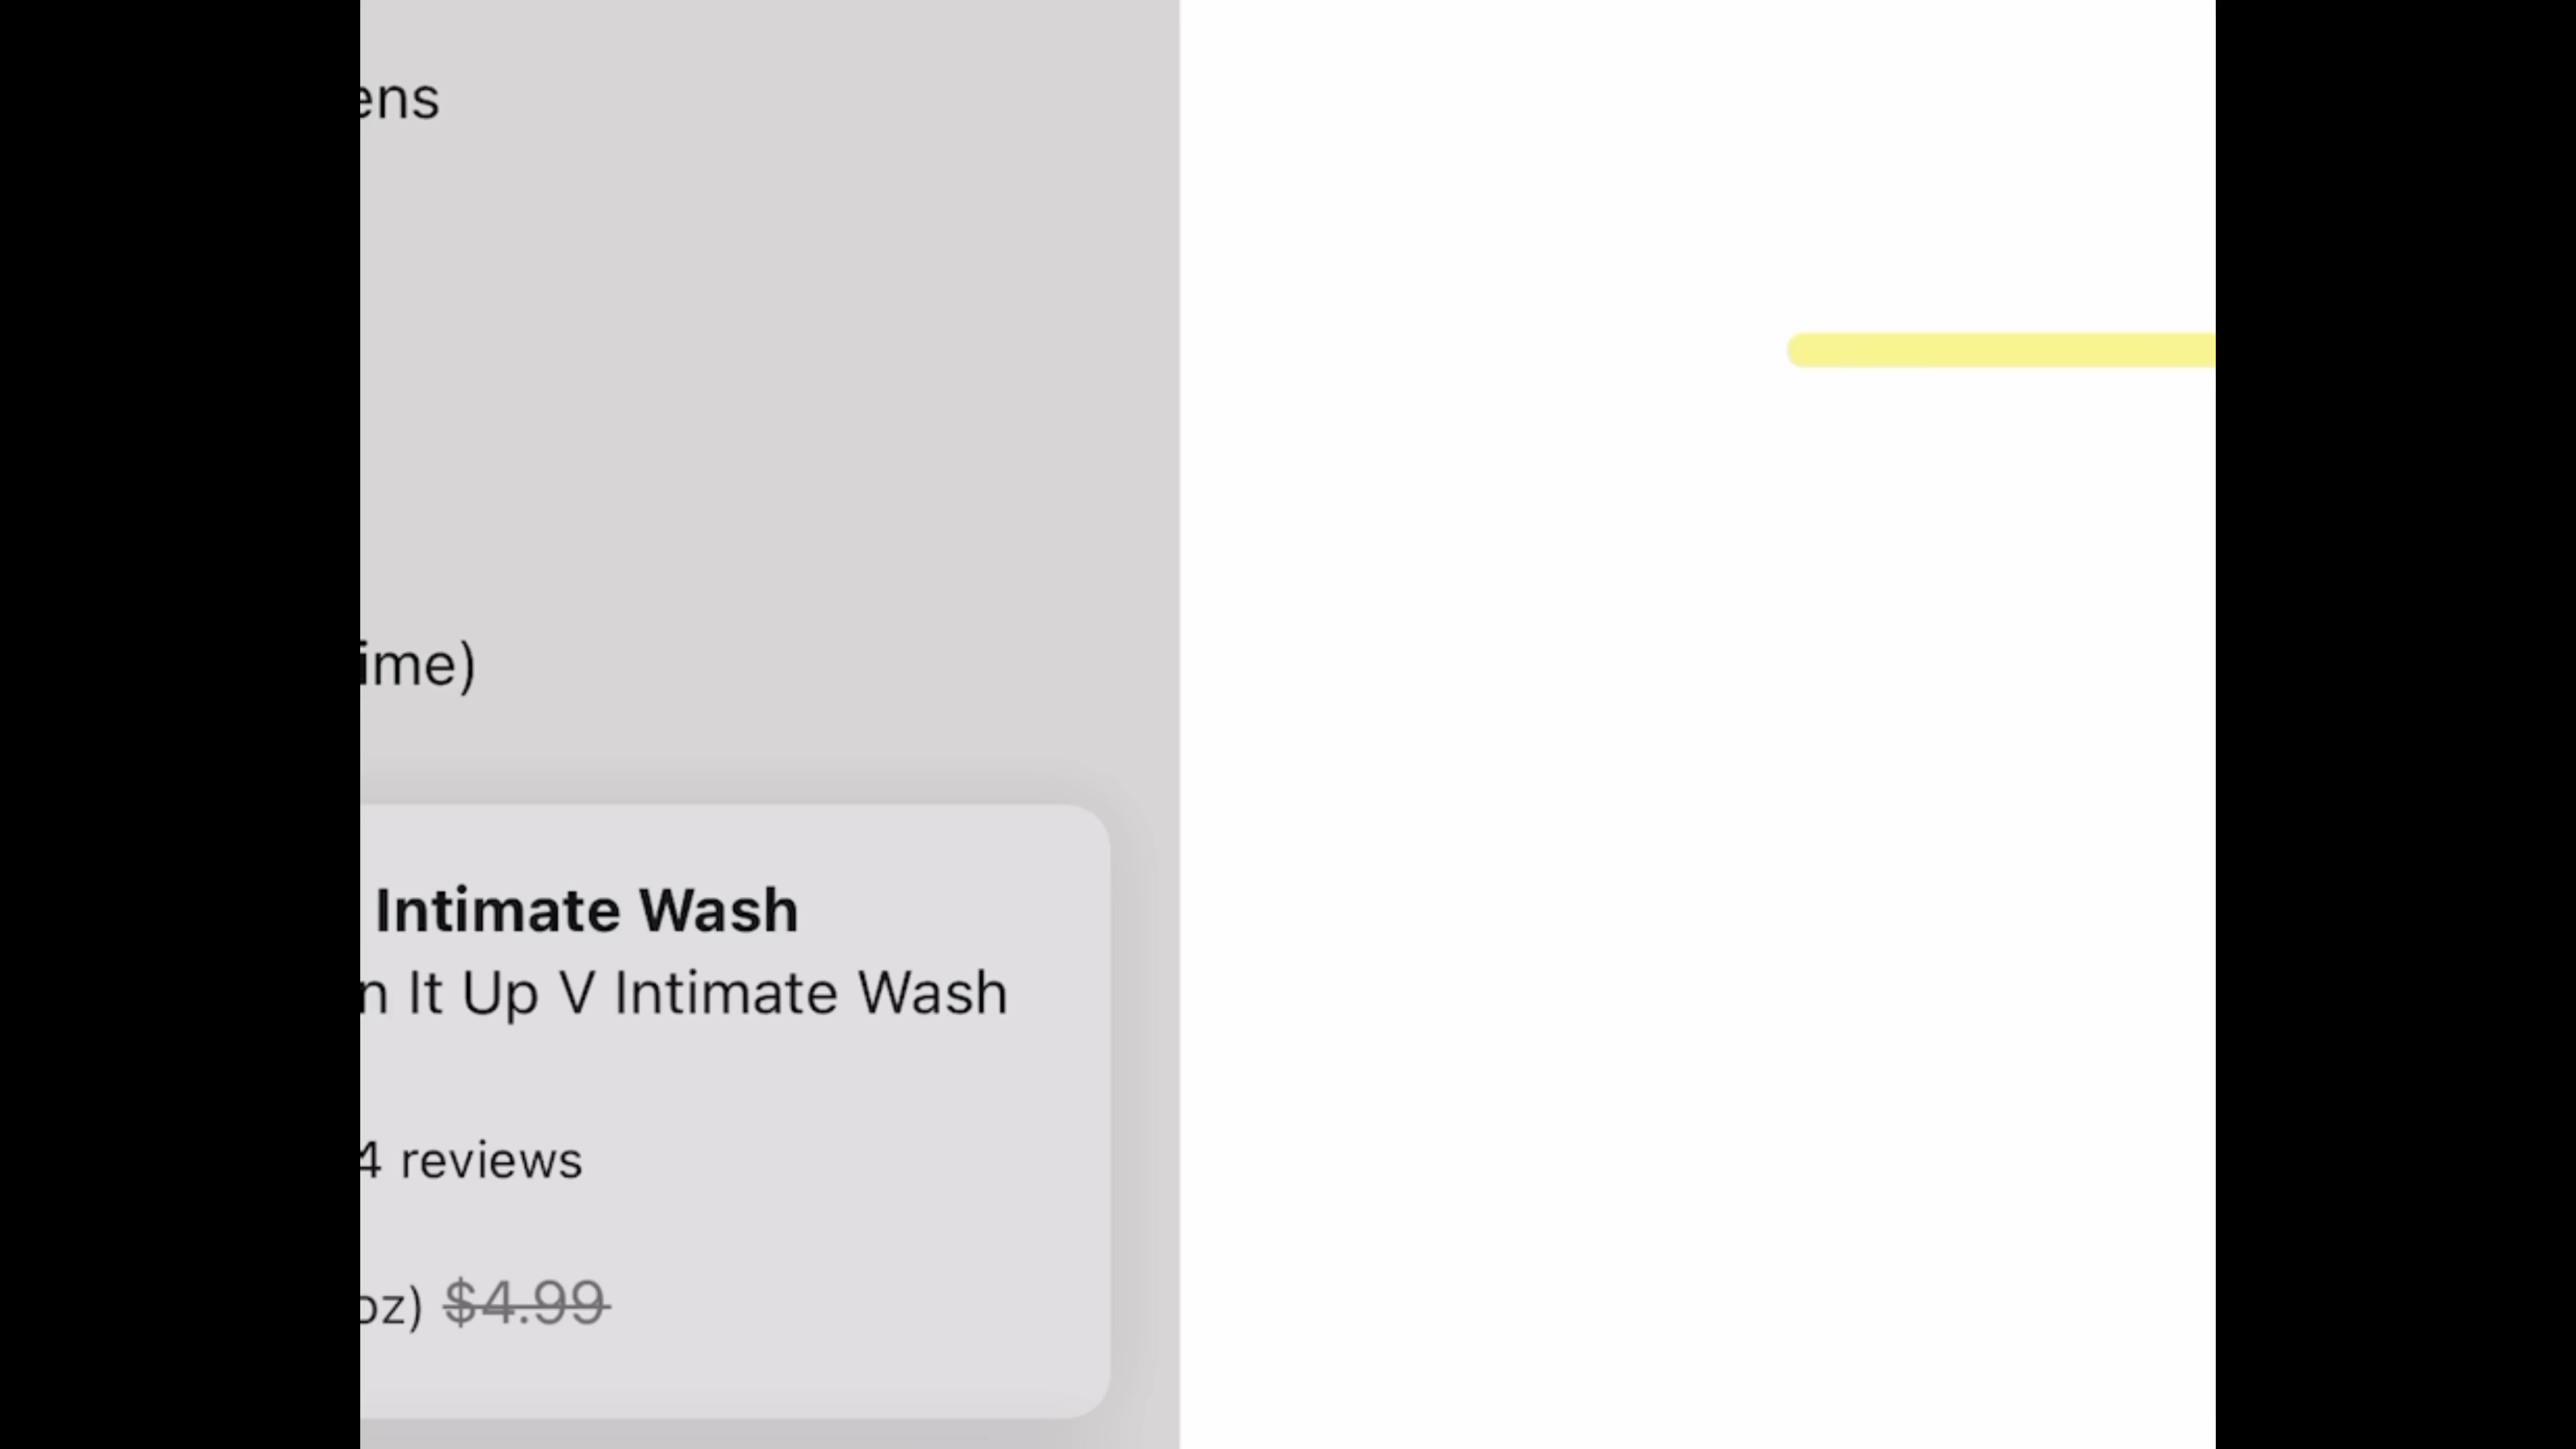 ens
ime)
Intimate Wash
n It Up V Intimate Wash
4 reviews
oz) $4.99